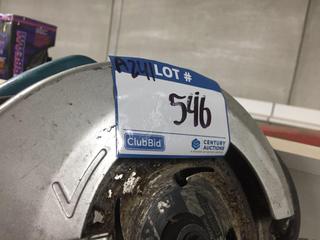 A241 LOT #
546
ClubBid
CENTURY
AUCTIONS